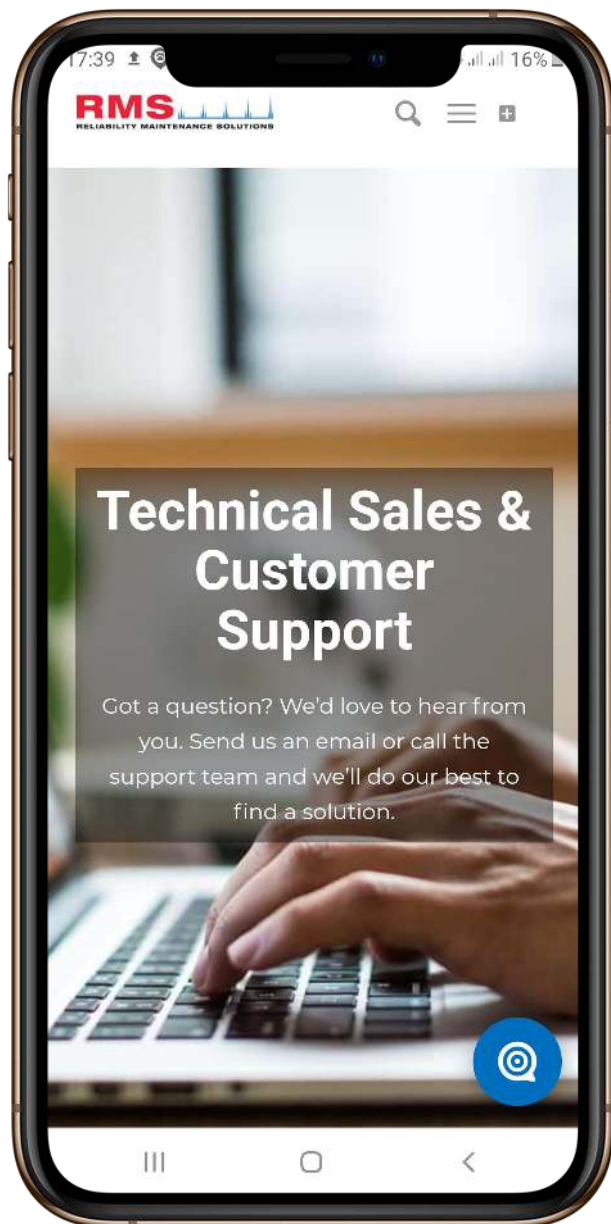 17:39 16%
RMS
RELIABILITY MAINTENANCE SOLUTIONS
Technical Sales &
Customer
Support
Got a question? We'd love to hear from
you. Send us an email or call the
support team and we'll do our best to
find a solution.